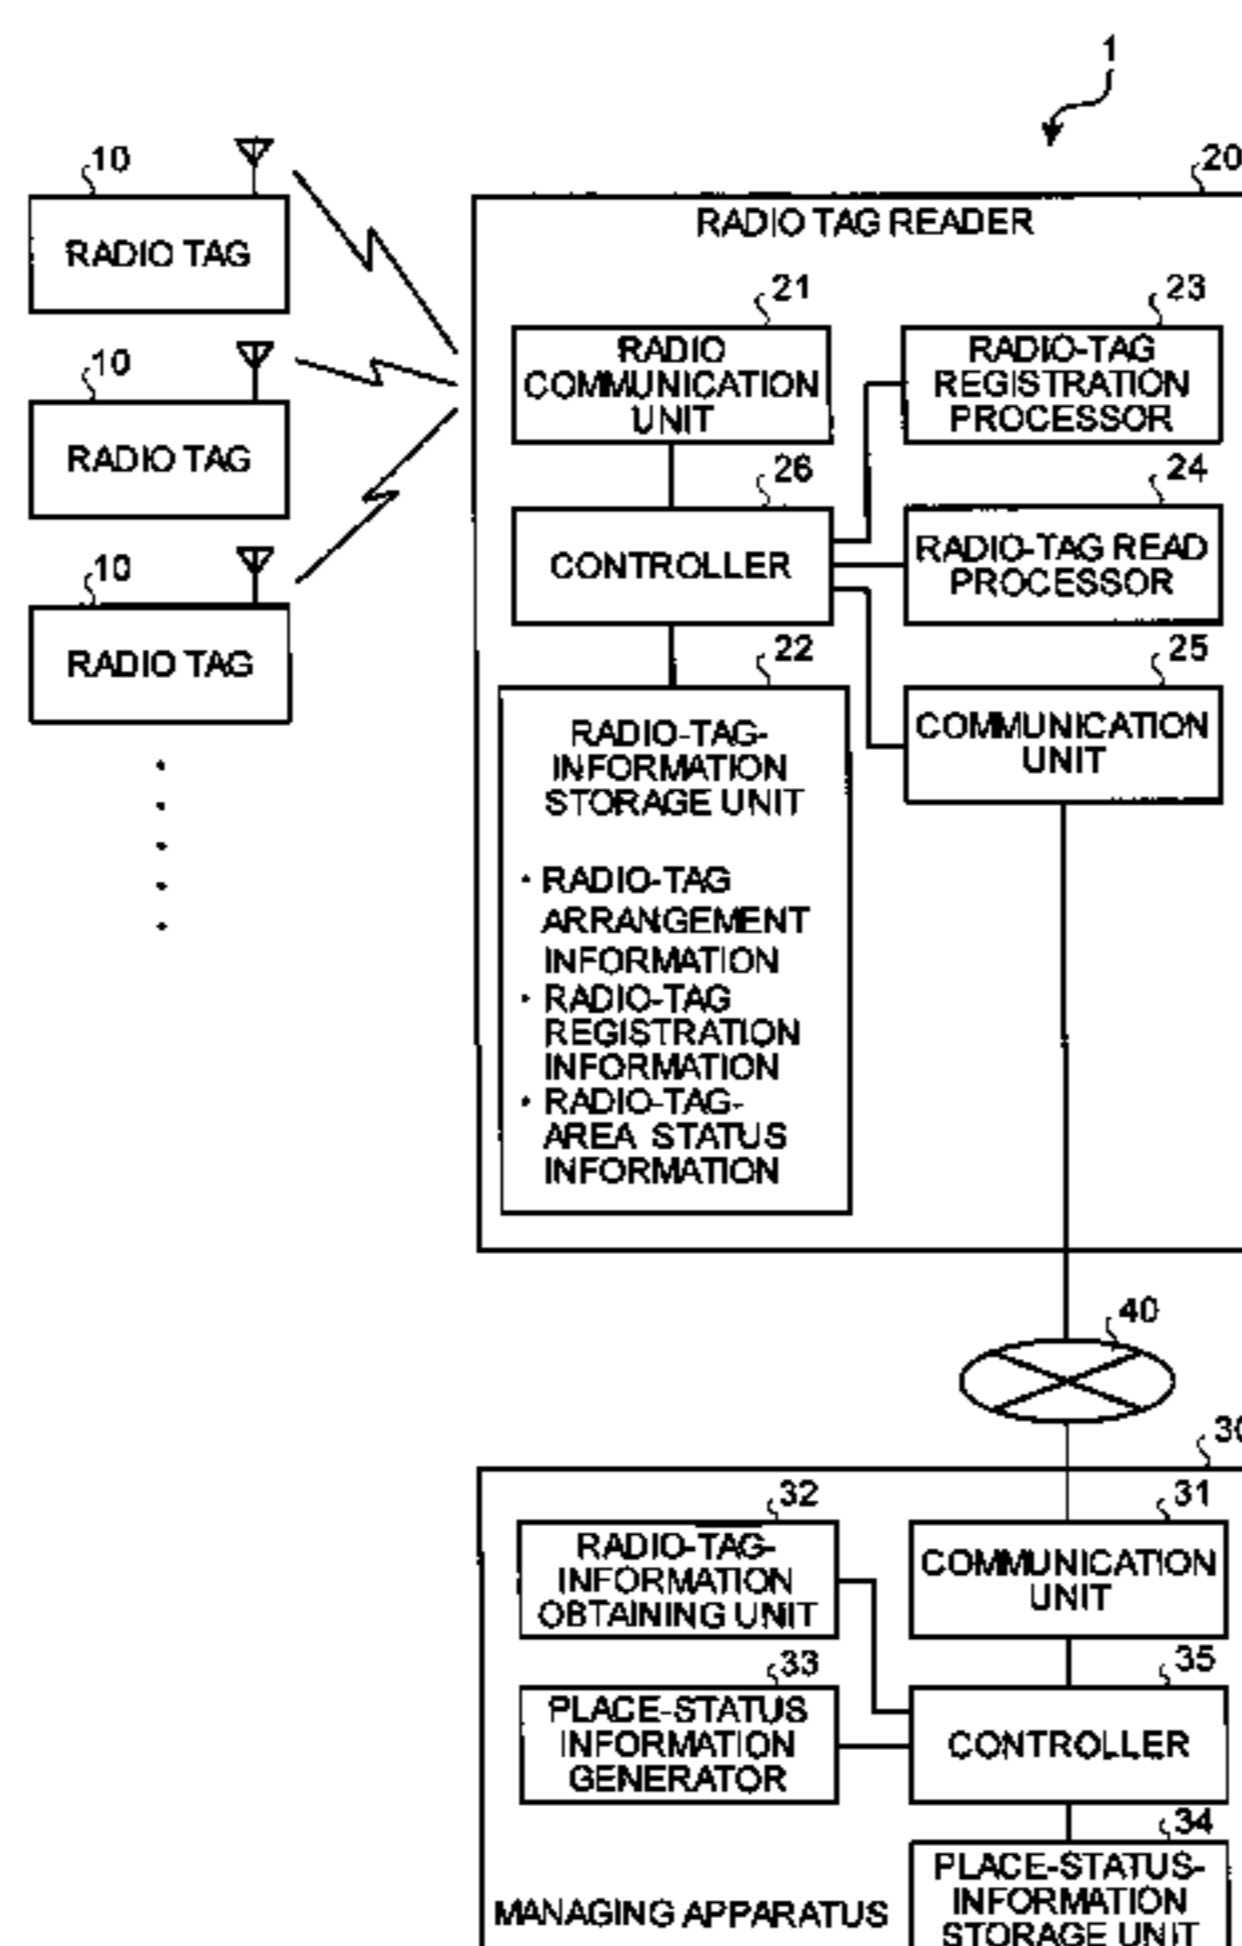 1
10
RADIO TAG
10
RADIO TAG
10
RADIO TAG
20
RADIO TAG READER
21
RADIO
COMMUNICATION
UNIT
23
RADIO-TAG
REGISTRATION
PROCESSOR
26
CONTROLLER
24
RADIO-TAG READ
PROCESSOR
22
RADIO-TAG-
INFORMATION
STORAGE UNIT
· RADIO-TAG
ARRANGEMENT
INFORMATION
· RADIO-TAG
REGISTRATION
INFORMATION
· RADIO-TAG-
AREA STATUS
INFORMATION
25
COMMUNICATION
UNIT
40
30
32
RADIO-TAG-
INFORMATION
OBTAINING UNIT
31
COMMUNICATION
UNIT
33
PLACE-STATUS
INFORMATION
GENERATOR
35
CONTROLLER
34
PLACE-STATUS-
INFORMATION
STORAGE UNIT
MANAGING APPARATUS